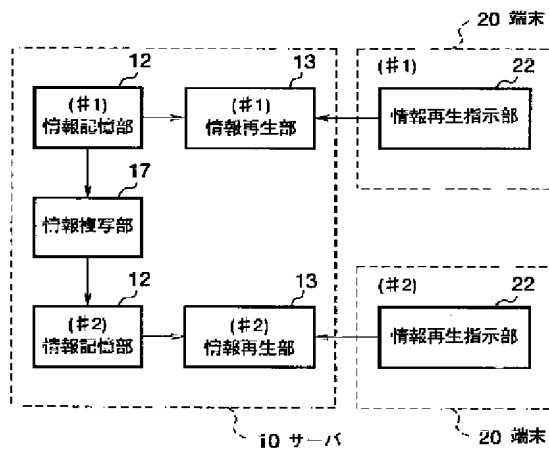 20 端末
12
(#1)
情報記憶部
13
(#1)
情報再生部
(#1)
22
情報再生指示部
17
情報複写部
12
(#2)
情報記憶部
13
(#2)
情報再生部
(#2)
22
情報再生指示部
10 サーバ
20 端末